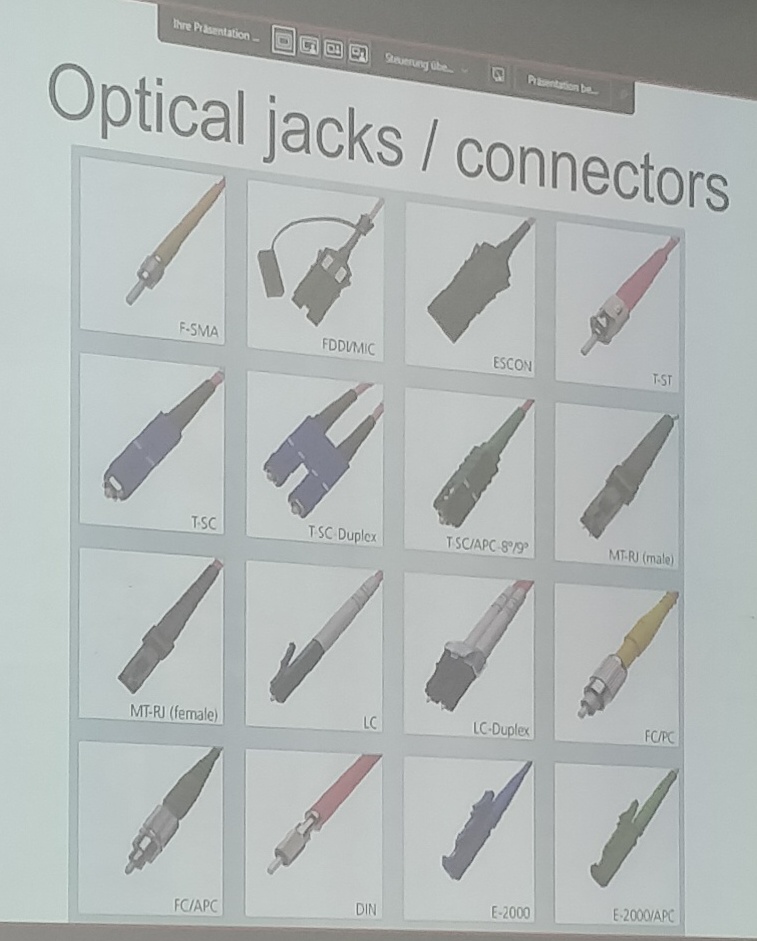 Ihre Präsentation ...
Steuerung übe...
Präsentation be...
Optical jacks / connectors
F-SMA
FDDI/MIC
ESCON
T-ST
T-SC
T-SC-Duplex
T-SC/APC-8°/9°
MT-RJ (male)
MT-RJ (female)
LC
LC-Duplex
FC/PC
FC/APC
DIN
E-2000
E-2000/APC